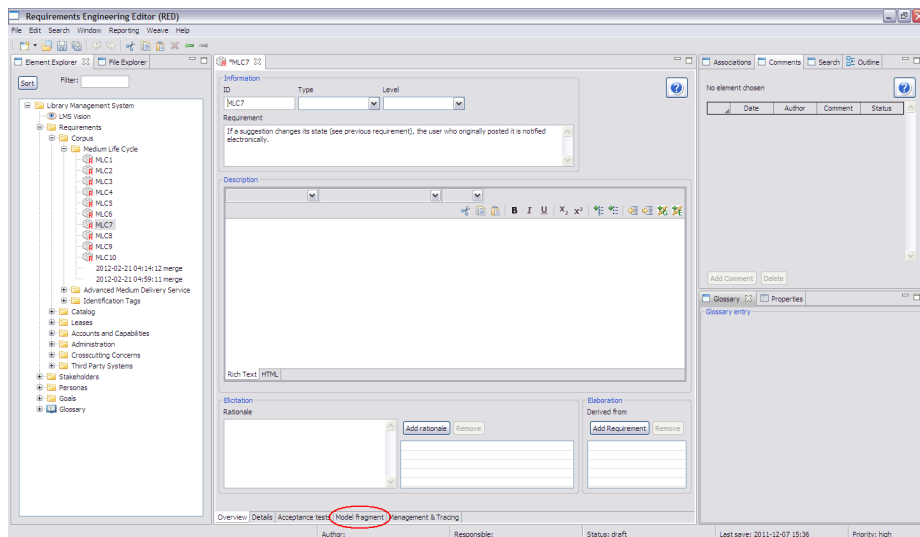 Requirements Engineering Editor (RED)
File Edit Search Window Reporting Weave Help
Element Explorer File Explorer
Sort Filter:
Library Management System
LMS Vision
Requirements
Corpus
Medium Life Cycle
MLC1
MLC2
MLC3
MLC4
MLC5
MLC6
MLC7
MLC8
MLC9
MLC10
2012-02-21 04:14:12 merge
2012-02-21 04:59:11 merge
Advanced Medium Delivery Service
Identification Tags
Catalog
Leases
Accounts and Capabilities
Administration
Crosscutting Concerns
Third Party Systems
Stakeholders
Personas
Goals
Glossary
*MLC7
Information
ID Type Level
MLC7
Requirement
If a suggestion changes its state (see previous requirement), the user who originally posted it is notified
electronically.
Description
B I U X₂ x²
Rich Text HTML
Elicitation
Rationale
Add rationale Remove
Elaboration
Derived from
Add Requirement Remove
Overview Details Acceptance tests Model fragment Management & Tracing
Associations Comments Search Outline
No element chosen
Date Author Comment Status
Add Comment Delete
Glossary Properties
Glossary entry
Author: Responsible: Status: draft Last save: 2011-12-07 15:36 Priority: high